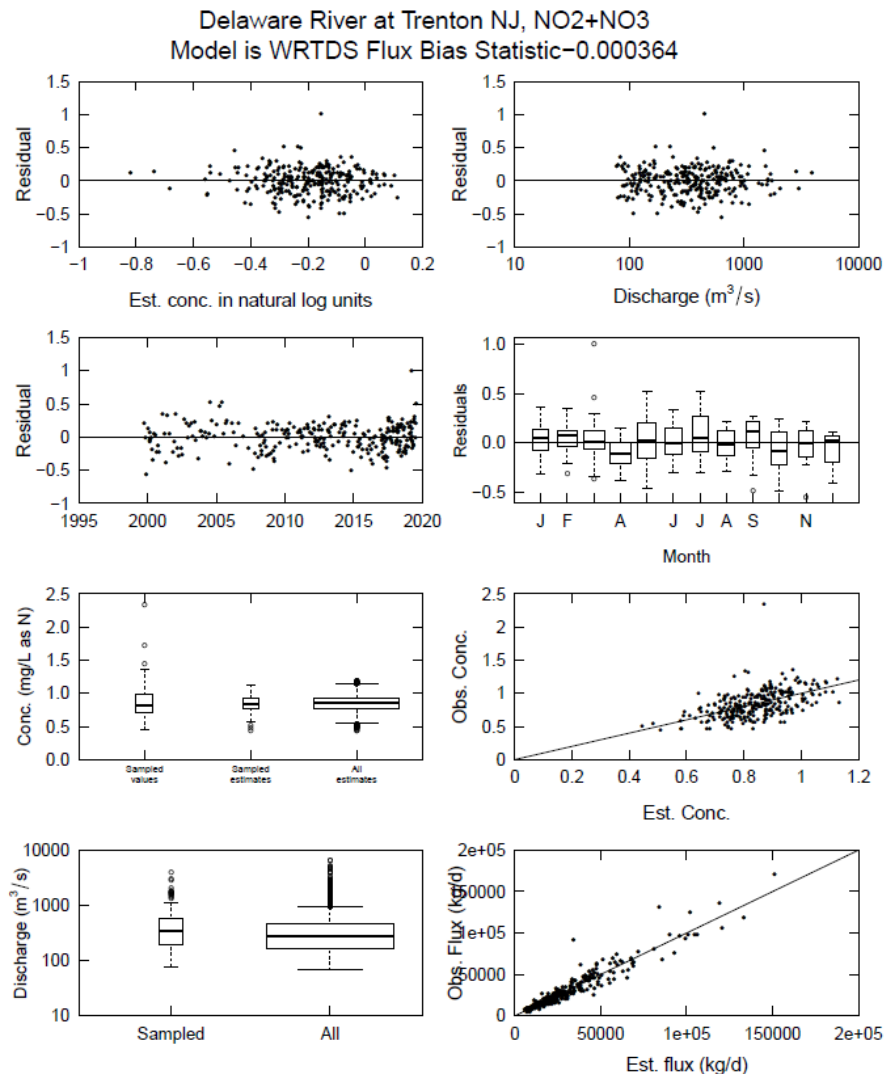 Delaware River at Trenton NJ, NO2+NO3
Model is WRTDS Flux Bias Statistic−0.000364
Residual
1.5
1
0.5
0
−0.5
−1
−1
−0.8
−0.6
−0.4
−0.2
0
0.2
Est. conc. in natural log units
Residual
1.5
1
0.5
0
−0.5
−1
10
100
1000
10000
Discharge (m³/s)
Residual
1.5
1
0.5
0
−0.5
−1
1995
2000
2005
2010
2015
2020
Residuals
1.0
0.5
0.0
−0.5
J F A J J A S N
Month
Conc. (mg/L as N)
2.5
2.0
1.5
1.0
0.5
0.0
Sampled values
Sampled estimates
All estimates
Obs. Conc.
2.5
2.0
1.5
1.0
0.5
0
0
0.2
0.4
0.6
0.8
1
1.2
Est. Conc.
Discharge (m³/s)
10000
1000
100
10
Sampled
All
Obs. Flux (kg/d)
2e+05
150000
1e+05
50000
0
0
50000
1e+05
150000
2e+05
Est. flux (kg/d)